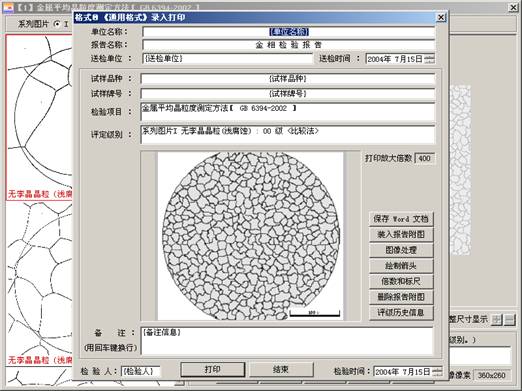 【1】金属平均晶粒度测定方法〖 GB 6394-2002 〗
系列图片 I
无孪晶晶粒（浅腐
无孪晶晶粒（浅腐蚀
格式0 《通用格式》录入打印
单位名称： {单位名称}
报告名称： 金 相 检 验 报 告
送检单位： {送检单位} 送检时间： 2004年 7月15日
试样品种： {试样品种}
试样牌号： {试样牌号}
检验项目： 金属平均晶粒度测定方法〖 GB 6394-2002 〗
评定级别： 系列图片I 无孪晶晶粒(浅腐蚀)：00 级 <比较法>
打印放大倍数 400
保存 Word 文档
装入报告附图
图像处理
绘制箭头
倍数和标尺
删除报告附图
评级历史信息
备 注： {备注信息}
(用回车键换行)
检 验 人： {检验人} 打印 结束 检验时间： 2004年 7月15日
整尺寸显示
级别。)
像像素 360x260